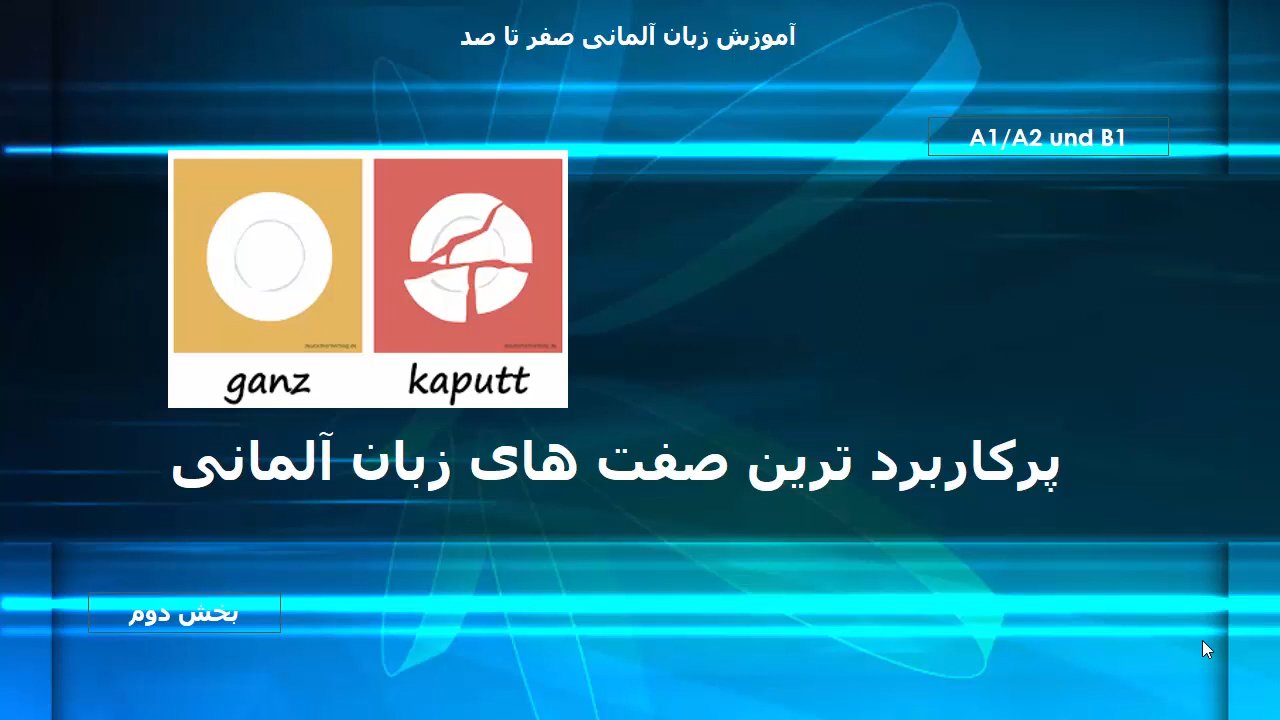 آموزش زبان آلمانی صفر تا صد
A1/A2 und B1
ganz
kaputt
پرکاربرد ترین صفت های زبان آلمانی
بخش دوم